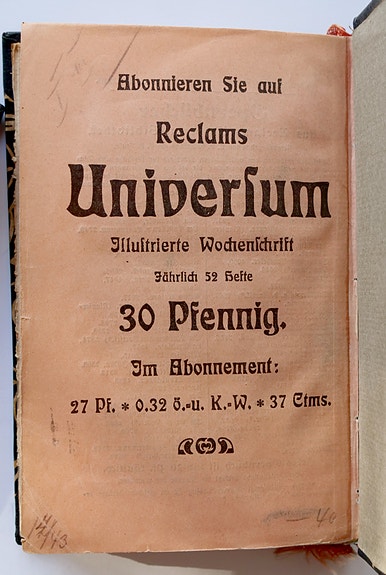 Abonnieren Sie auf
Reclams
Univerſum
Illuſtrierte Wochenſchrift
Jährlich 52 Hefte
30 Pfennig.
Im Abonnement:
27 Pf. * 0.32 ö.-u. K.-W. * 37 Ctms.
40